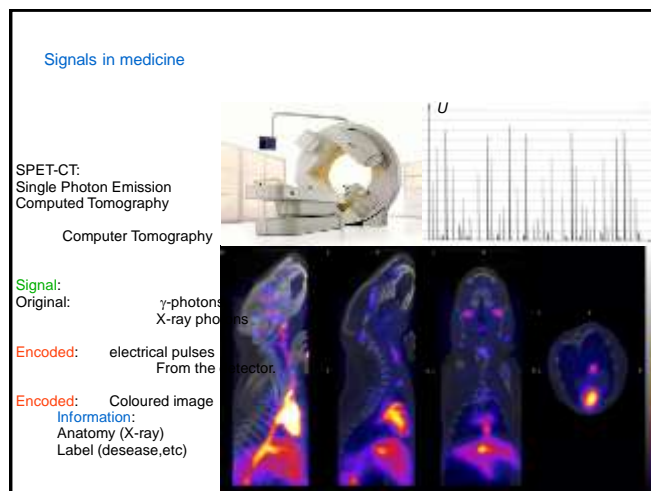 Signals in medicine
U
SPET-CT:
Single Photon Emission
Computed Tomography
Computer Tomography
Signal:
Original: γ-photons
X-ray photons
Encoded: electrical pulses
From the detector.
Encoded: Coloured image
Information:
Anatomy (X-ray)
Label (desease,etc)